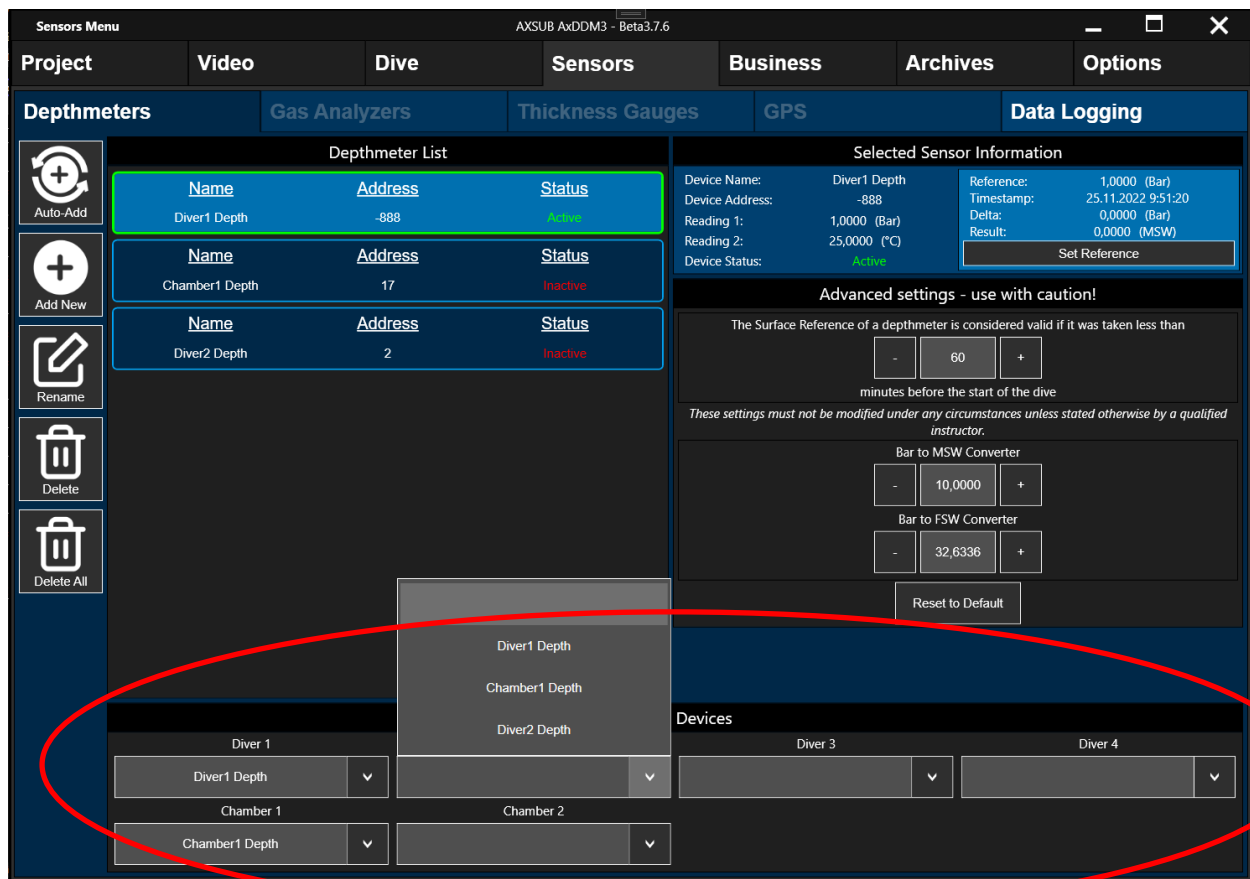 Sensors Menu AXSUB AxDDM3 - Beta3.7.6
Project Video Dive Sensors Business Archives Options
Depthmeters Gas Analyzers Thickness Gauges GPS Data Logging
Auto-Add
Add New
Rename
Delete
Delete All
Depthmeter List
Name Address Status
Diver1 Depth -888 Active
Name Address Status
Chamber1 Depth 17 Inactive
Name Address Status
Diver2 Depth 2 Inactive
Selected Sensor Information
Device Name: Diver1 Depth
Device Address: -888
Reading 1: 1,0000 (Bar)
Reading 2: 25,0000 (°C)
Device Status: Active
Reference: 1,0000 (Bar)
Timestamp: 25.11.2022 9:51:20
Delta: 0,0000 (Bar)
Result: 0,0000 (MSW)
Set Reference
Advanced settings - use with caution!
The Surface Reference of a depthmeter is considered valid if it was taken less than
- 60 +
minutes before the start of the dive
These settings must not be modified under any circumstances unless stated otherwise by a qualified
instructor.
Bar to MSW Converter
- 10,0000 +
Bar to FSW Converter
- 32,6336 +
Reset to Default
Diver1 Depth
Chamber1 Depth
Diver2 Depth
Devices
Diver 1 Diver 3 Diver 4
Diver1 Depth
Chamber 1 Chamber 2
Chamber1 Depth